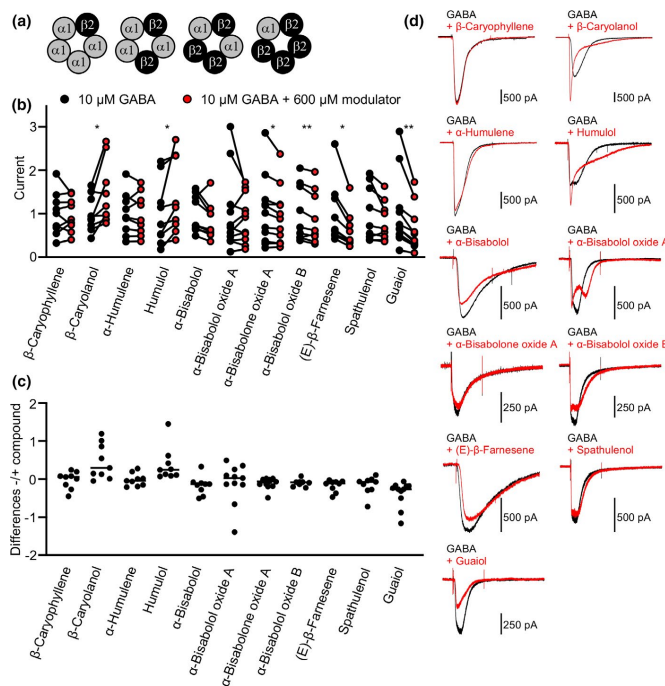 (a)
α1 β2 α1 α1 α1
α1 β2 α1 α1 β2
α1 β2 β2 α1 β2
β2 β2 β2 β2 β2
(b)
10 µM GABA
10 µM GABA + 600 µM modulator
Current
3
2
1
0
* * * ** * **
β-Caryophyllene
β-Caryolanol
α-Humulene
Humulol
α-Bisabolol
α-Bisabolol oxide A
α-Bisabolone oxide A
α-Bisabolol oxide B
(E)-β-Farnesene
Spathulenol
Guaiol
(c)
Differences -/+ compound
2
1
0
-1
-2
β-Caryophyllene
β-Caryolanol
α-Humulene
Humulol
α-Bisabolol
α-Bisabolol oxide A
α-Bisabolone oxide A
α-Bisabolol oxide B
(E)-β-Farnesene
Spathulenol
Guaiol
(d)
GABA
+ β-Caryophyllene
500 pA
GABA
+ β-Caryolanol
500 pA
GABA
+ α-Humulene
500 pA
GABA
+ Humulol
500 pA
GABA
+ α-Bisabolol
500 pA
GABA
+ α-Bisabolol oxide A
500 pA
GABA
+ α-Bisabolone oxide A
250 pA
GABA
+ α-Bisabolol oxide B
250 pA
GABA
+ (E)-β-Farnesene
500 pA
GABA
+ Spathulenol
500 pA
GABA
+ Guaiol
250 pA